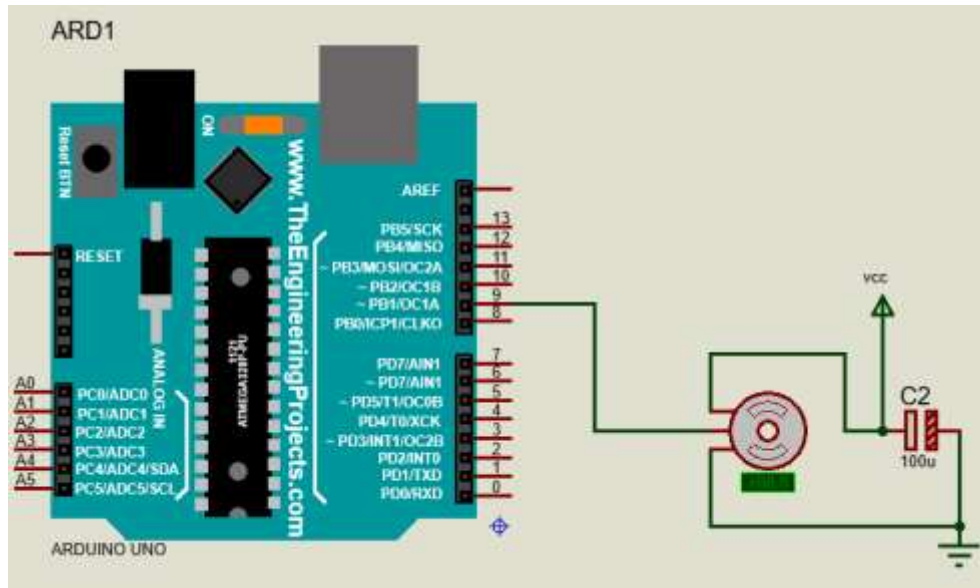 ARD1
Reset BTN
ON
www.TheEngineeringProjects.com
AREF
RESET
PB5/SCK 13
PB4/MISO 12
~ PB3/MOSI/OC2A 11
~ PB2/OC1B 10
~ PB1/OC1A 9
PB0/ICP1/CLKO 8
1121
ATMEGA328P-PU
ANALOG IN
A0 PC0/ADC0
A1 PC1/ADC1
A2 PC2/ADC2
A3 PC3/ADC3
A4 PC4/ADC4/SDA
A5 PC5/ADC5/SCL
PD7/AIN1 7
~ PD7/AIN1 6
~ PD5/T1/OC0B 5
PD4/T0/XCK 4
~ PD3/INT1/OC2B 3
PD2/INT0 2
PD1/TXD 1
PD0/RXD 0
ARDUINO UNO
vcc
C2
100u